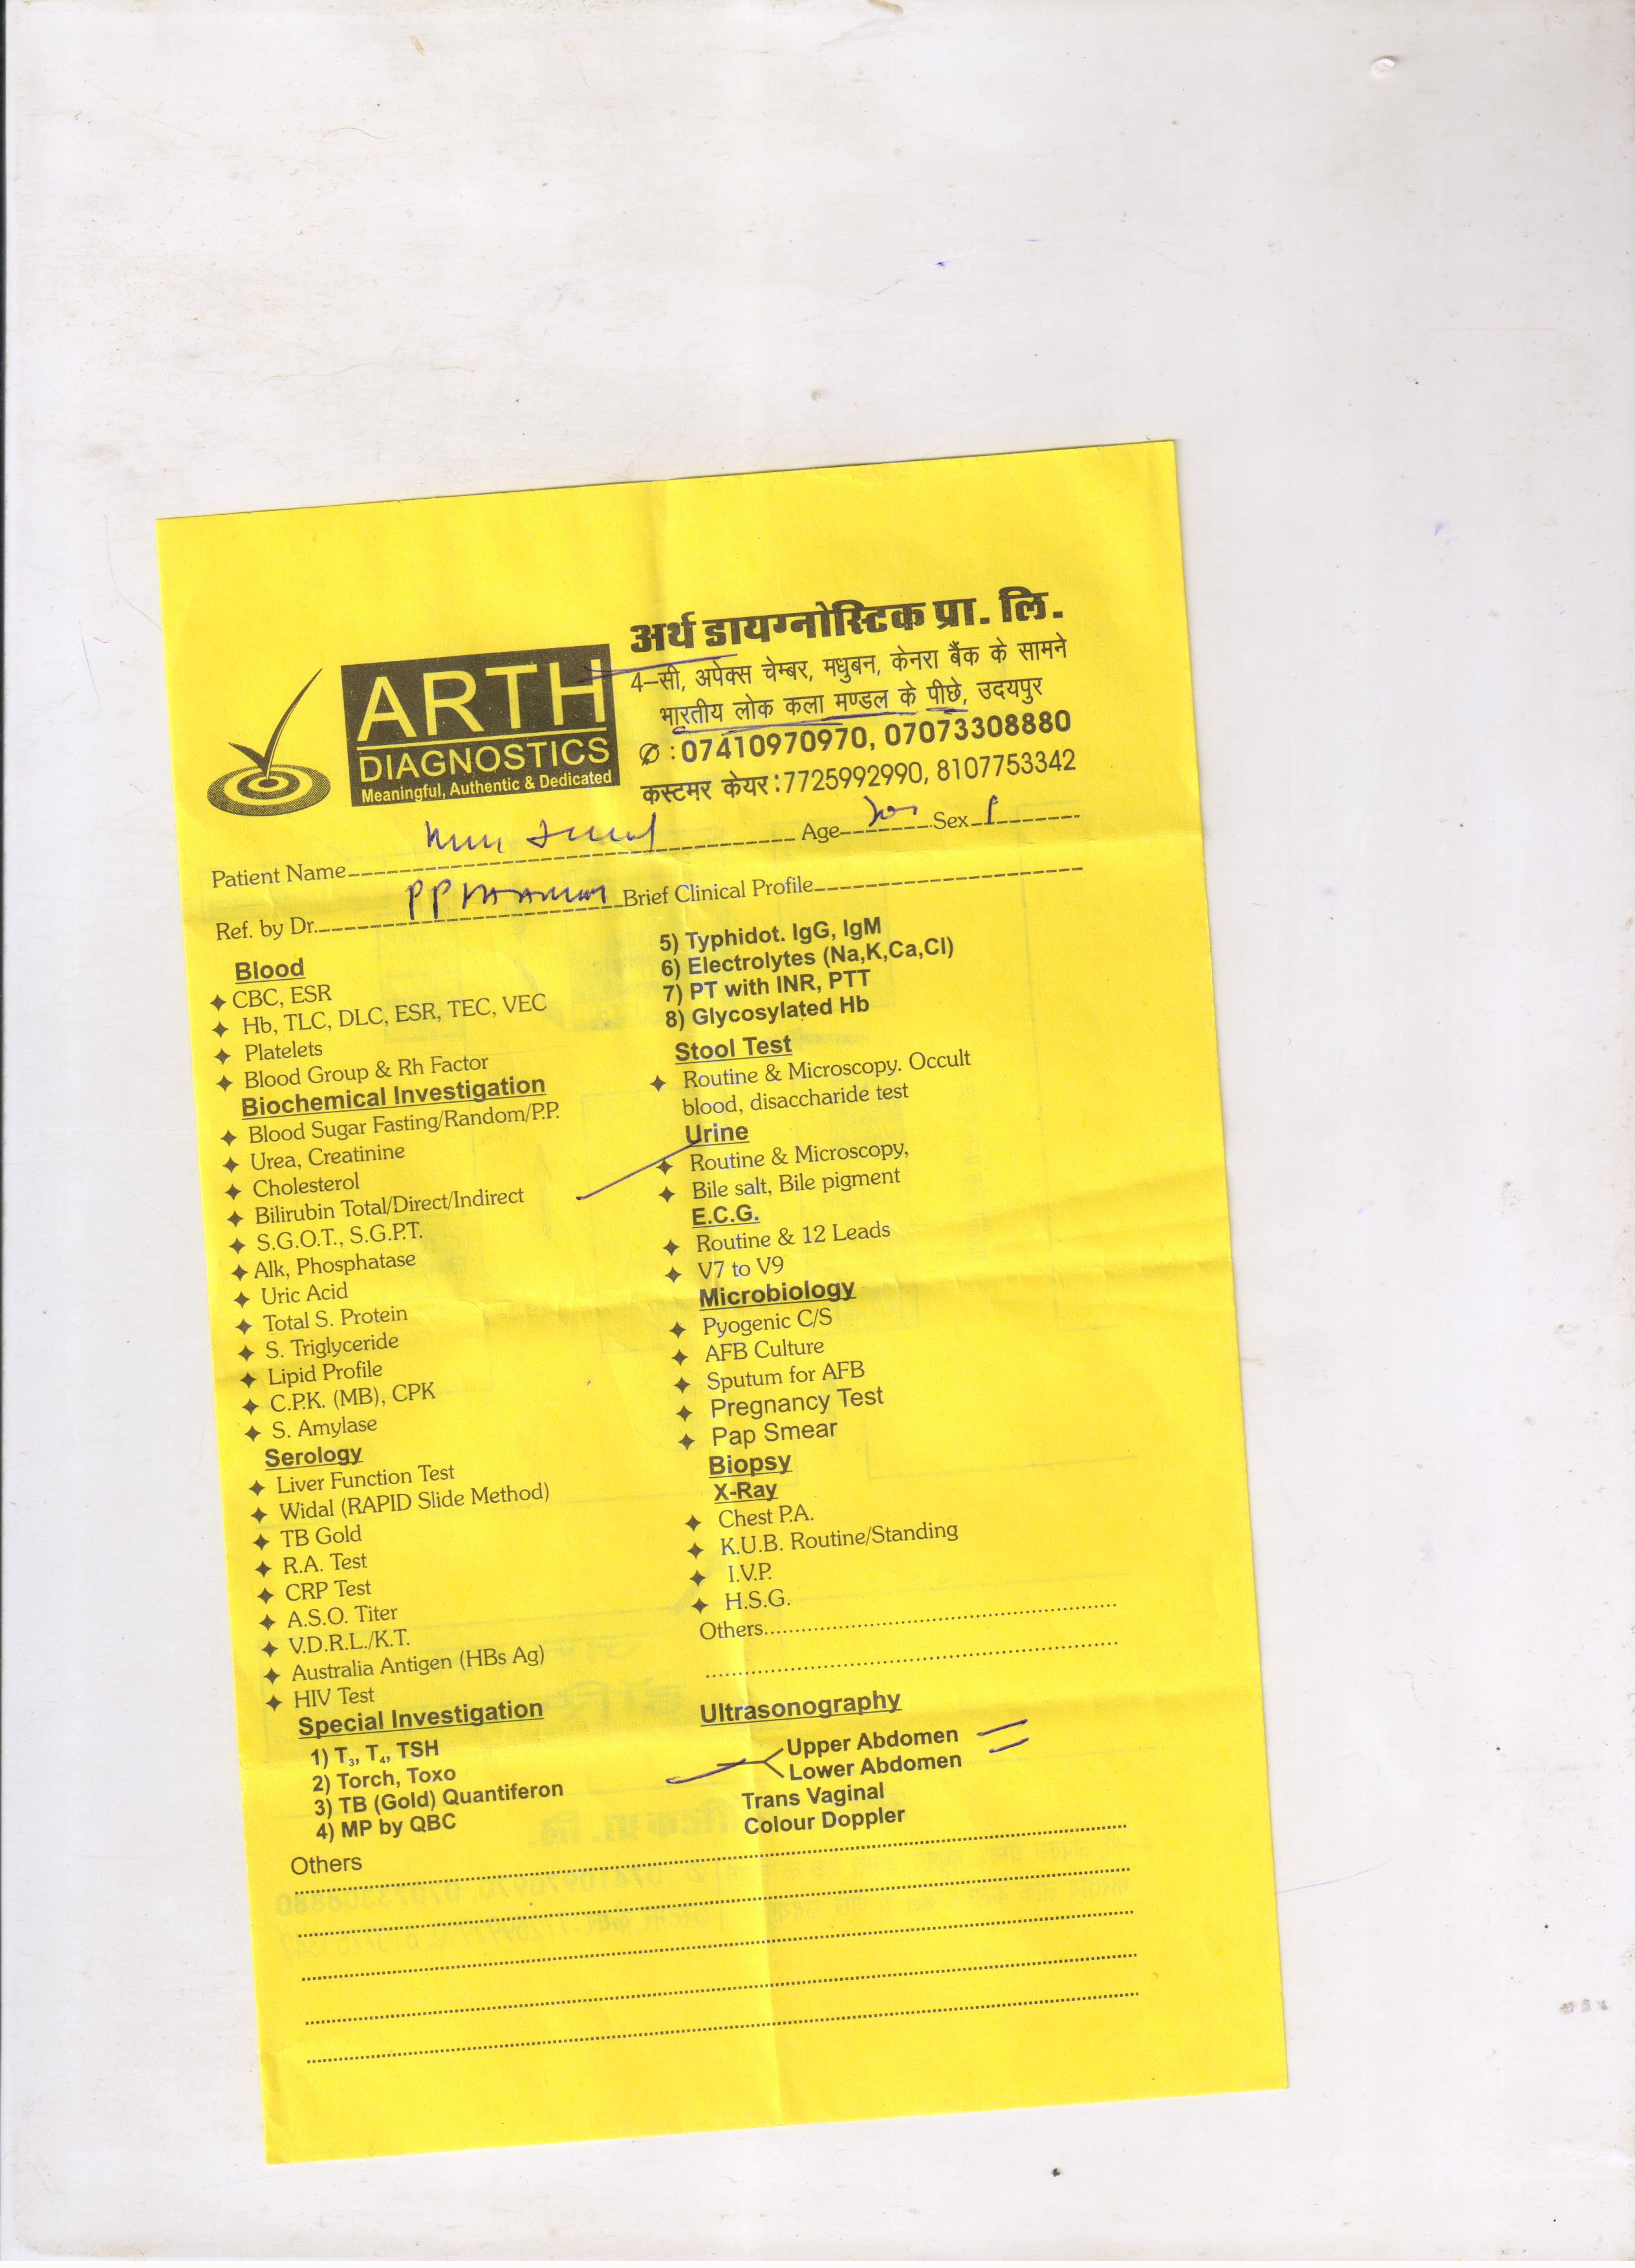 अर्थ डायग्नोस्टिक प्रा. लि.
4–सी, अपेक्स चेम्बर, मधुबन, केनरा बैंक के सामने
भारतीय लोक कला मण्डल के पीछे, उदयपुर
: 07410970970, 07073308880
कस्टमर केयर : 7725992990, 8107753342
ARTH
DIAGNOSTICS
Meaningful, Authentic & Dedicated
Patient Name Age Sex
Ref. by Dr. Brief Clinical Profile
Blood
CBC, ESR
Hb, TLC, DLC, ESR, TEC, VEC
Platelets
Blood Group & Rh Factor
Biochemical Investigation
Blood Sugar Fasting/Random/P.P.
Urea, Creatinine
Cholesterol
Bilirubin Total/Direct/Indirect
S.G.O.T., S.G.P.T.
Alk, Phosphatase
Uric Acid
Total S. Protein
S. Triglyceride
Lipid Profile
C.P.K. (MB), CPK
S. Amylase
Serology
Liver Function Test
Widal (RAPID Slide Method)
TB Gold
R.A. Test
CRP Test
A.S.O. Titer
V.D.R.L./K.T.
Australia Antigen (HBs Ag)
HIV Test
Special Investigation
1) T₃, T₄, TSH
2) Torch, Toxo
3) TB (Gold) Quantiferon
4) MP by QBC
5) Typhidot. IgG, IgM
6) Electrolytes (Na,K,Ca,Cl)
7) PT with INR, PTT
8) Glycosylated Hb
Stool Test
Routine & Microscopy. Occult
blood, disaccharide test
Urine
Routine & Microscopy,
Bile salt, Bile pigment
E.C.G.
Routine & 12 Leads
V7 to V9
Microbiology
Pyogenic C/S
AFB Culture
Sputum for AFB
Pregnancy Test
Pap Smear
Biopsy
X-Ray
Chest P.A.
K.U.B. Routine/Standing
I.V.P.
H.S.G.
Others
Ultrasonography
Upper Abdomen
Lower Abdomen
Trans Vaginal
Colour Doppler
Others